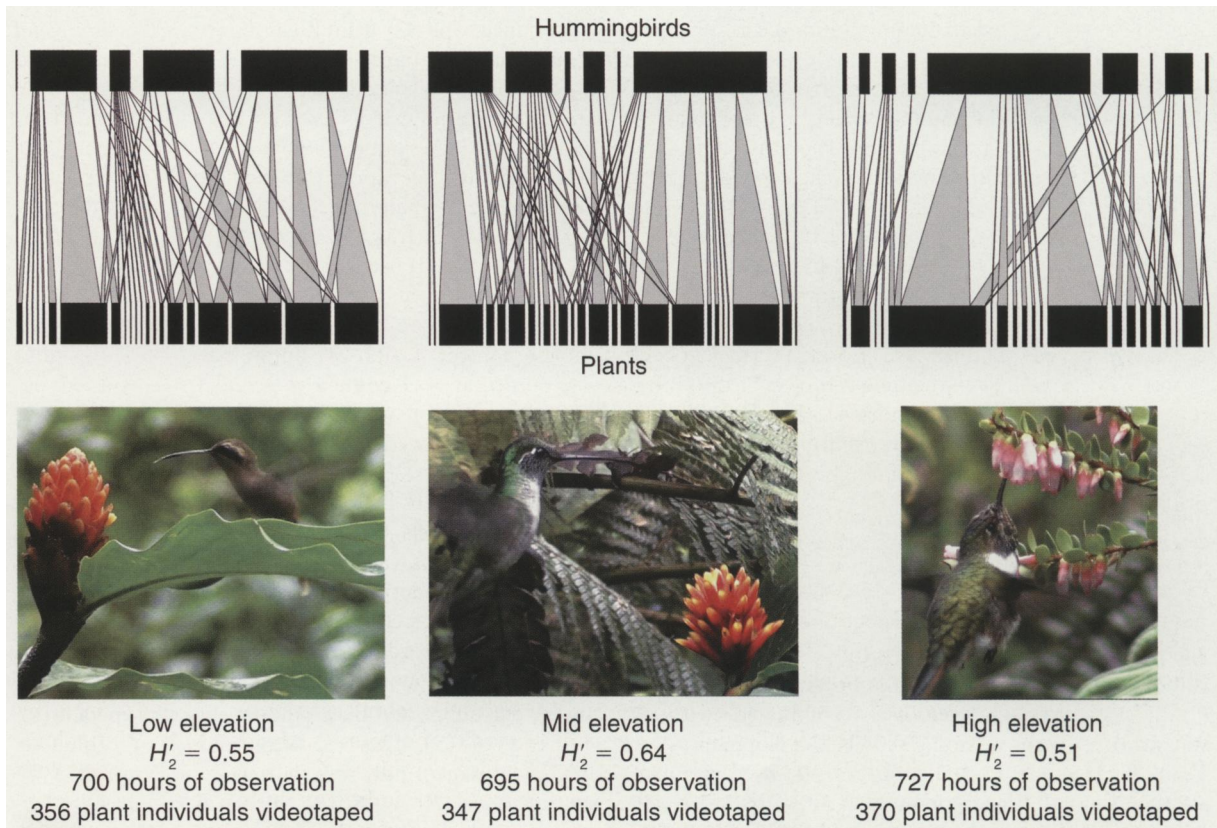 Hummingbirds
Plants
Low elevation
H′₂ = 0.55
700 hours of observation
356 plant individuals videotaped
Mid elevation
H′₂ = 0.64
695 hours of observation
347 plant individuals videotaped
High elevation
H′₂ = 0.51
727 hours of observation
370 plant individuals videotaped